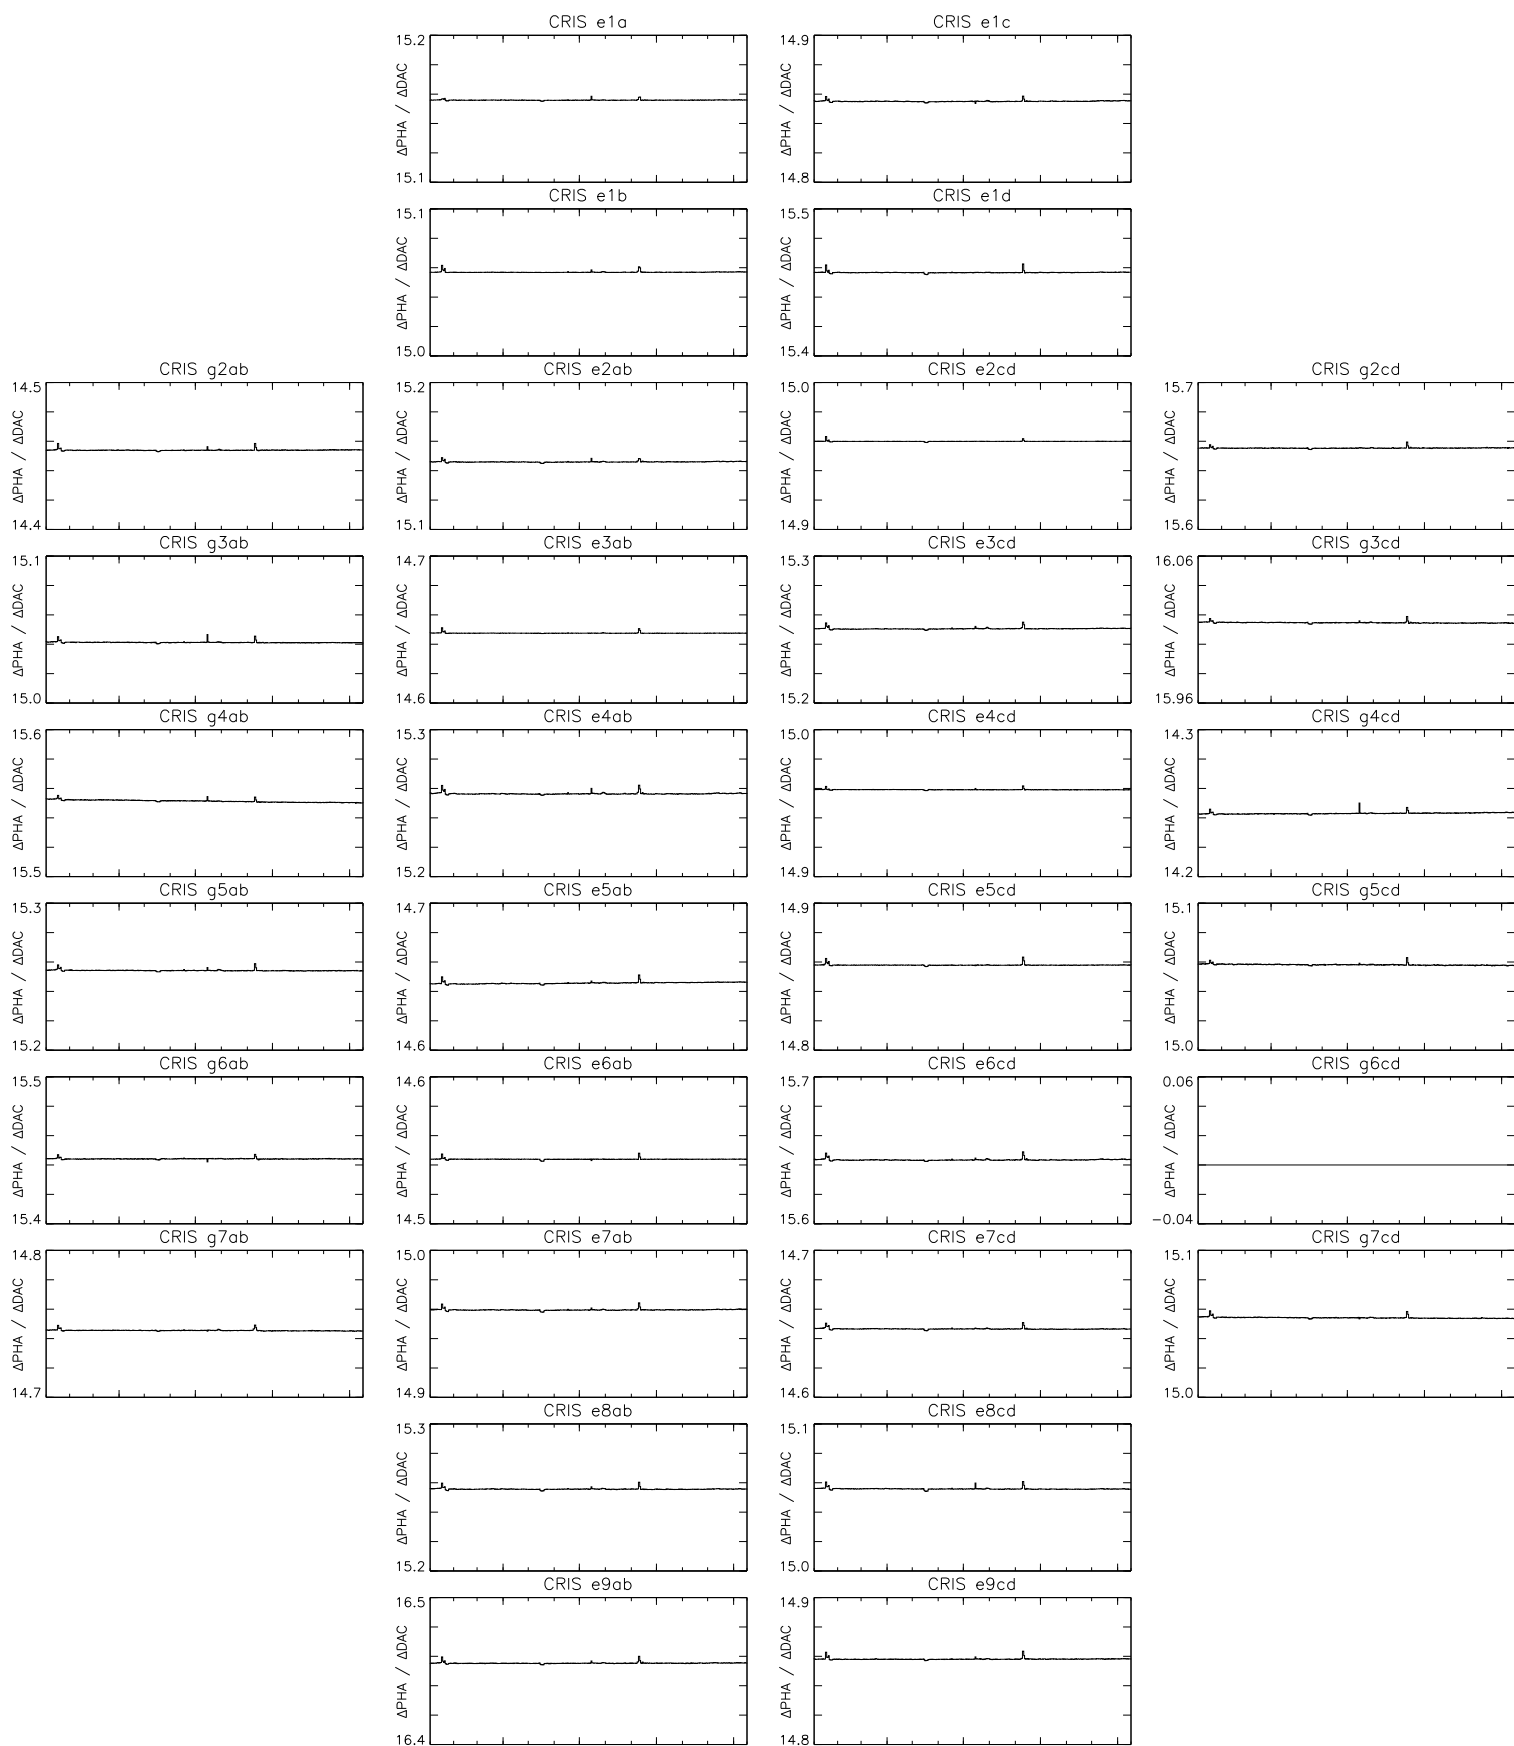 CRIS e1a
CRIS e1c
15.2
ΔPHA / ΔDAC
15.1
14.9
ΔPHA / ΔDAC
14.8
CRIS e1b
CRIS e1d
15.1
ΔPHA / ΔDAC
15.0
15.5
ΔPHA / ΔDAC
15.4
CRIS g2ab
CRIS e2ab
CRIS e2cd
CRIS g2cd
14.5
ΔPHA / ΔDAC
14.4
15.2
ΔPHA / ΔDAC
15.1
15.0
ΔPHA / ΔDAC
14.9
15.7
ΔPHA / ΔDAC
15.6
CRIS g3ab
CRIS e3ab
CRIS e3cd
CRIS g3cd
15.1
ΔPHA / ΔDAC
15.0
14.7
ΔPHA / ΔDAC
14.6
15.3
ΔPHA / ΔDAC
15.2
16.06
ΔPHA / ΔDAC
15.96
CRIS g4ab
CRIS e4ab
CRIS e4cd
CRIS g4cd
15.6
ΔPHA / ΔDAC
15.5
15.3
ΔPHA / ΔDAC
15.2
15.0
ΔPHA / ΔDAC
14.9
14.3
ΔPHA / ΔDAC
14.2
CRIS g5ab
CRIS e5ab
CRIS e5cd
CRIS g5cd
15.3
ΔPHA / ΔDAC
15.2
14.7
ΔPHA / ΔDAC
14.6
14.9
ΔPHA / ΔDAC
14.8
15.1
ΔPHA / ΔDAC
15.0
CRIS g6ab
CRIS e6ab
CRIS e6cd
CRIS g6cd
15.5
ΔPHA / ΔDAC
15.4
14.6
ΔPHA / ΔDAC
14.5
15.7
ΔPHA / ΔDAC
15.6
0.06
ΔPHA / ΔDAC
−0.04
CRIS g7ab
CRIS e7ab
CRIS e7cd
CRIS g7cd
14.8
ΔPHA / ΔDAC
14.7
15.0
ΔPHA / ΔDAC
14.9
14.7
ΔPHA / ΔDAC
14.6
15.1
ΔPHA / ΔDAC
15.0
CRIS e8ab
CRIS e8cd
15.3
ΔPHA / ΔDAC
15.2
15.1
ΔPHA / ΔDAC
15.0
CRIS e9ab
CRIS e9cd
16.5
ΔPHA / ΔDAC
16.4
14.9
ΔPHA / ΔDAC
14.8